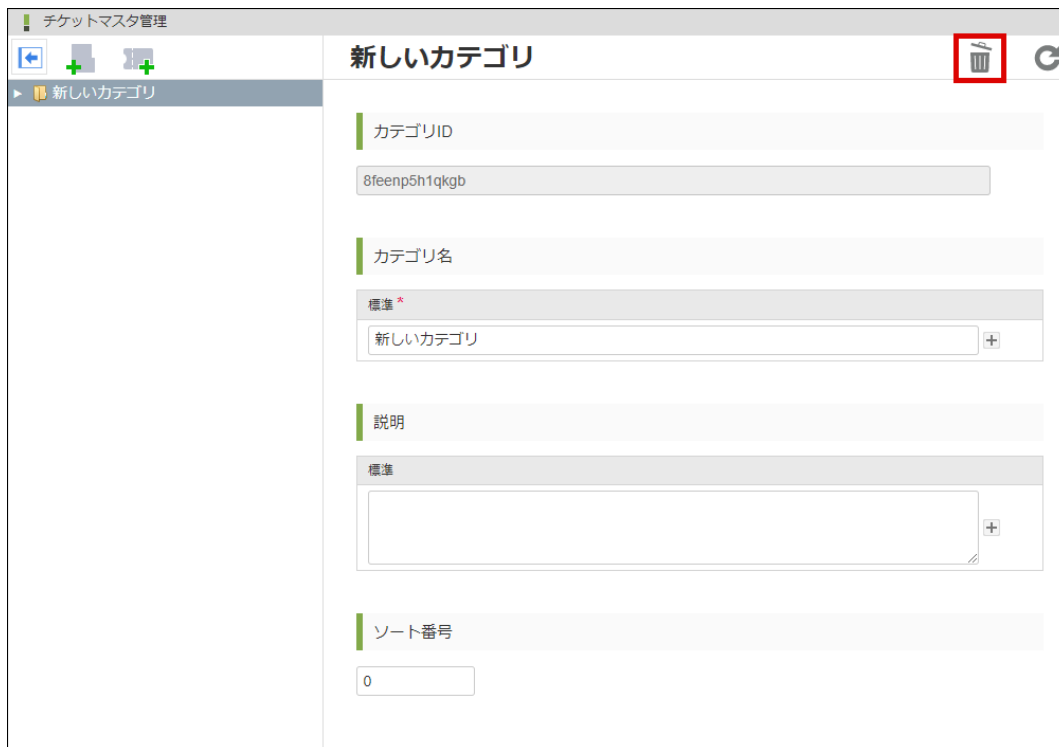 チケットマスタ管理
新しいカテゴリ
新しいカテゴリ
カテゴリID
8feenp5h1qkgb
カテゴリ名
標準 *
新しいカテゴリ
説明
標準
ソート番号
0